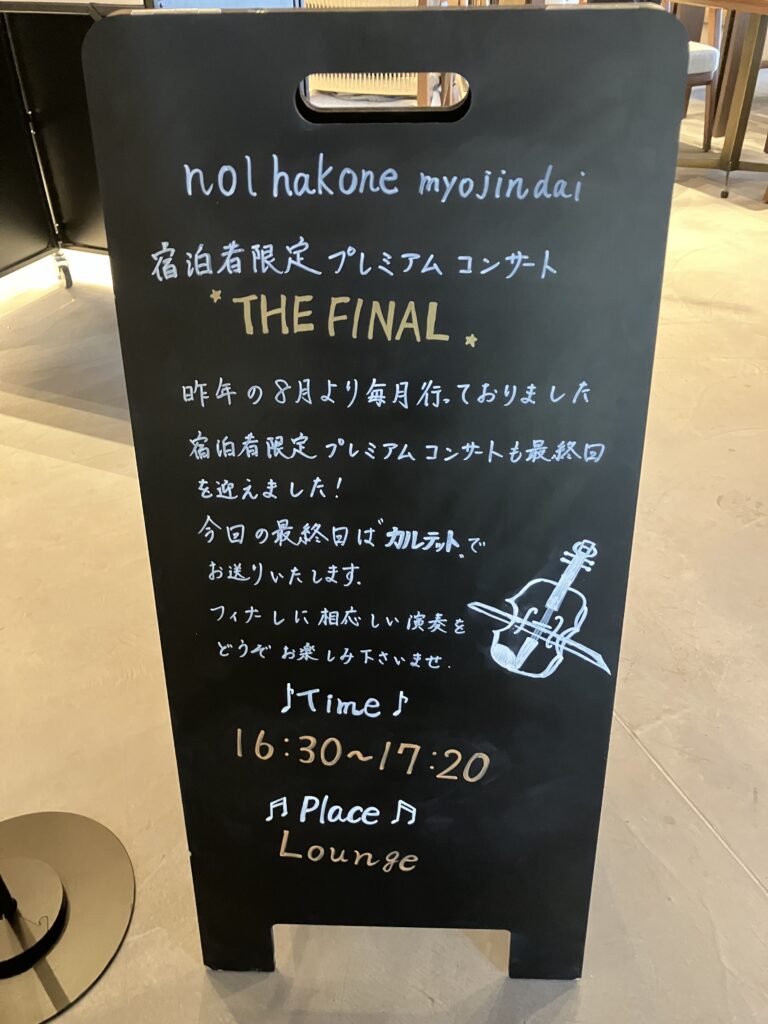 nol hakone myojindai
宿泊者限定プレミアムコンサート
THE FINAL
昨年の8月より毎月行っておりました
宿泊者限定プレミアムコンサートも最終回
を迎えました!
今回の最終日は"カルテット"で
お送りいたします.
フィナーレに相応しい演奏を
どうぞお楽しみ下さいませ.
♪Time♪
16:30~17:20
♬Place♬
Lounge